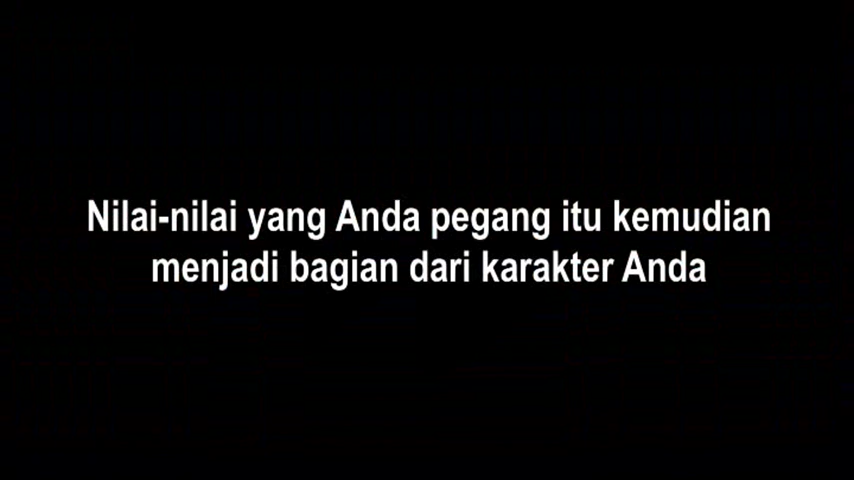 Nilai-nilai yang Anda pegang itu kemudian
menjadi bagian dari karakter Anda